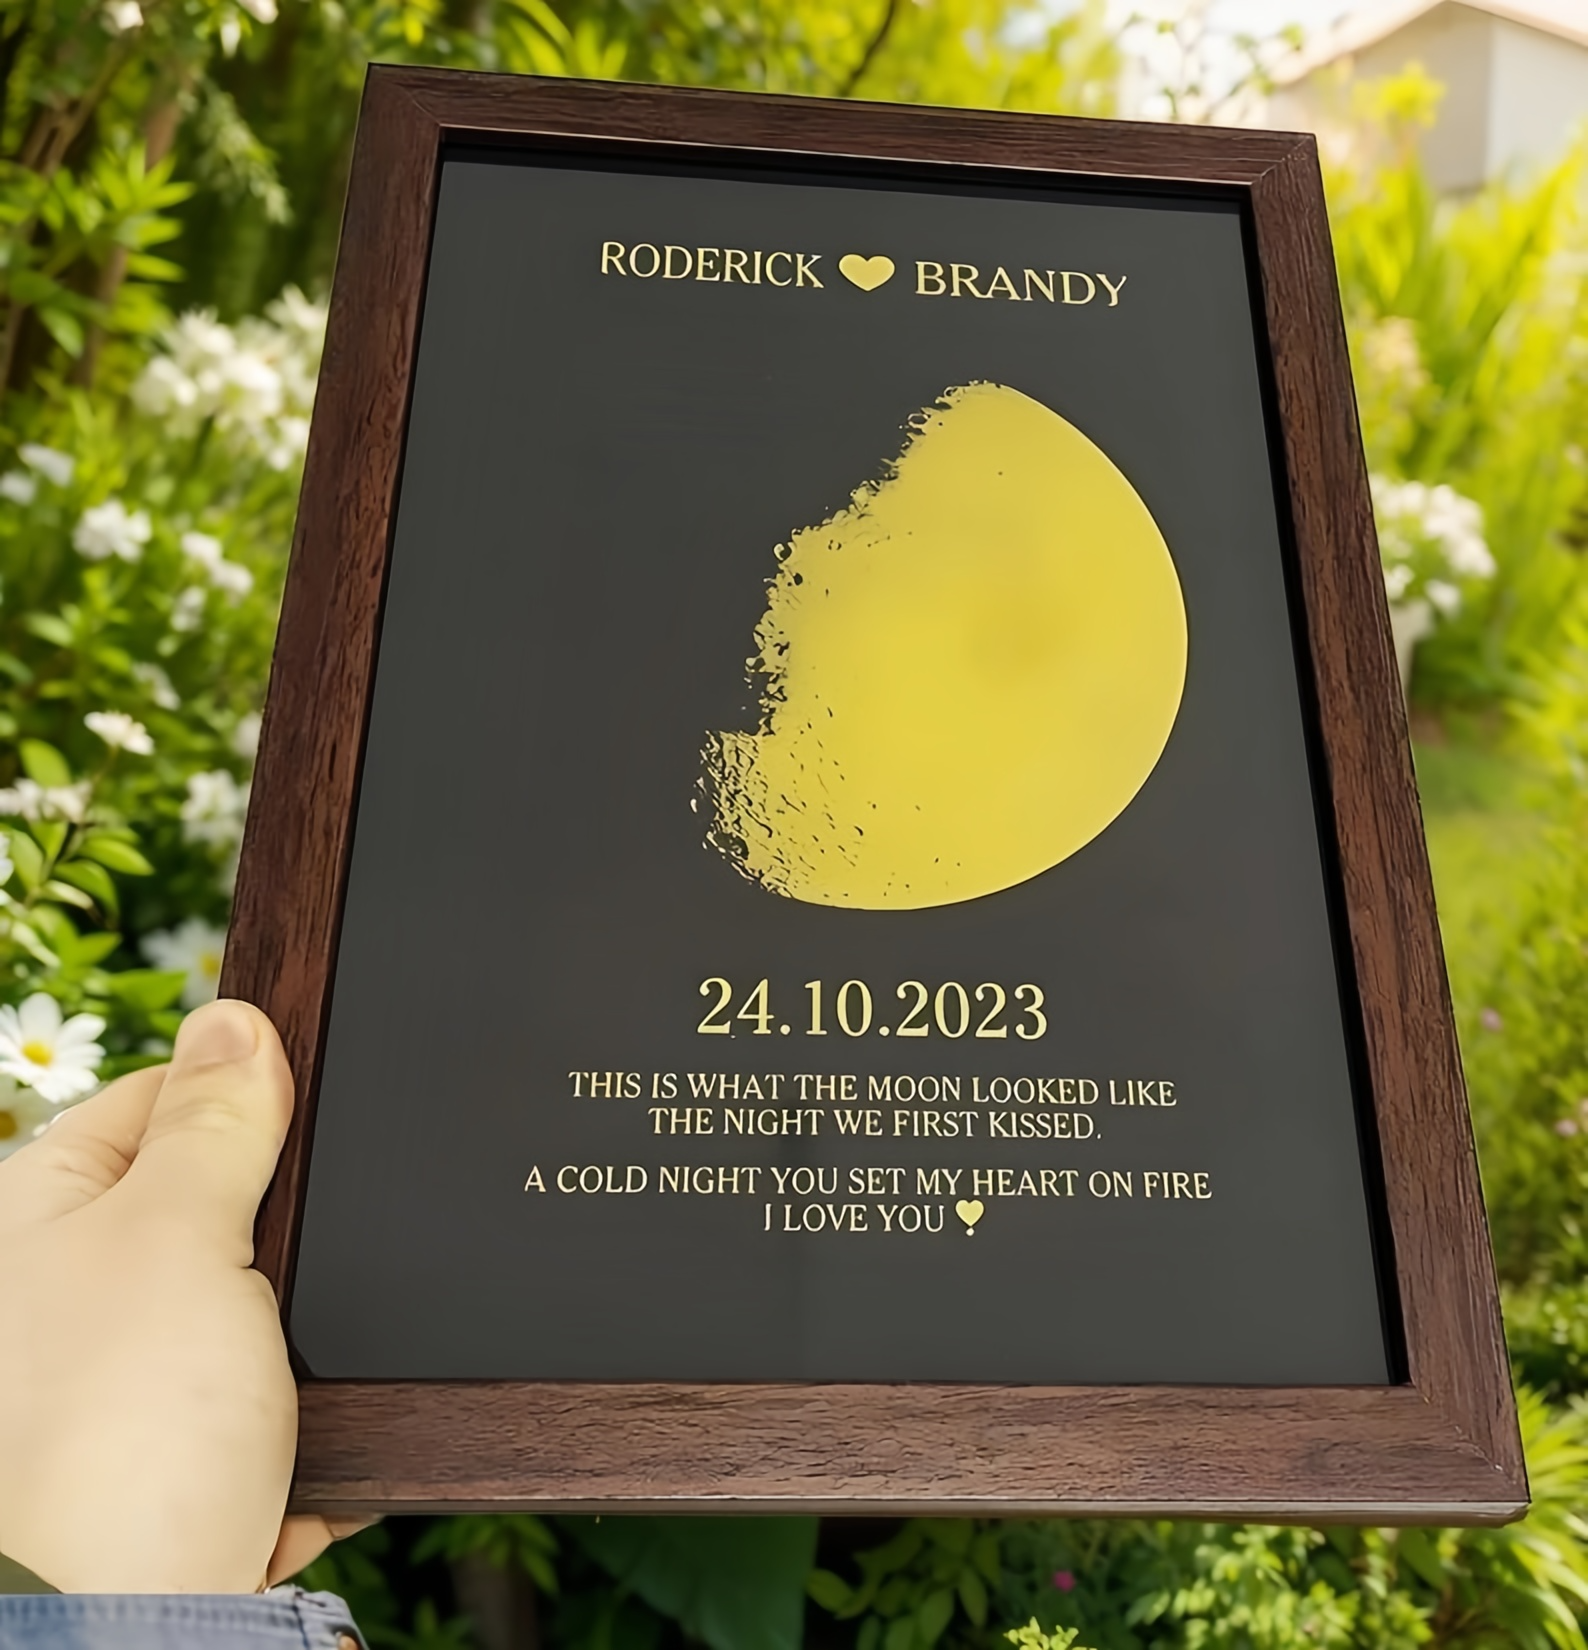 RODERICK ♥ BRANDY
24.10.2023
THIS IS WHAT THE MOON LOOKED LIKE
THE NIGHT WE FIRST KISSED.
A COLD NIGHT YOU SET MY HEART ON FIRE
I LOVE YOU ♥